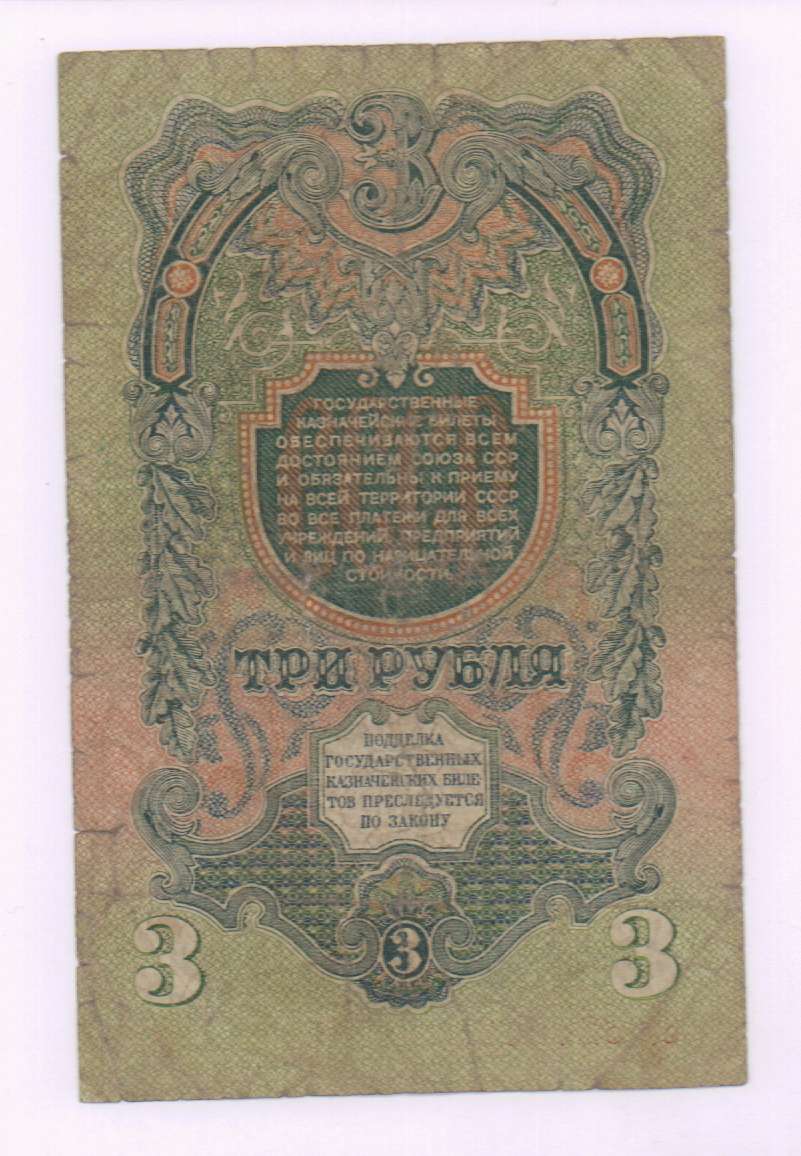 3
ГОСУДАРСТВЕННЫЕ
КАЗНАЧЕЙСКИЕ БИЛЕТЫ
ОБЕСПЕЧИВАЮТСЯ ВСЕМ
ДОСТОЯНИЕМ СОЮЗА ССР
И ОБЯЗАТЕЛЬНЫ К ПРИЕМУ
НА ВСЕЙ ТЕРРИТОРИИ СССР
ВО ВСЕ ПЛАТЕЖИ ДЛЯ ВСЕХ
УЧРЕЖДЕНИЙ, ПРЕДПРИЯТИЙ
И ЛИЦ ПО НАРИЦАТЕЛЬНОЙ
СТОИМОСТИ.
ТРИ РУБЛЯ
ПОДДЕЛКА
ГОСУДАРСТВЕННЫХ
КАЗНАЧЕЙСКИХ БИЛЕ-
ТОВ ПРЕСЛЕДУЕТСЯ
ПО ЗАКОНУ
3 3 3